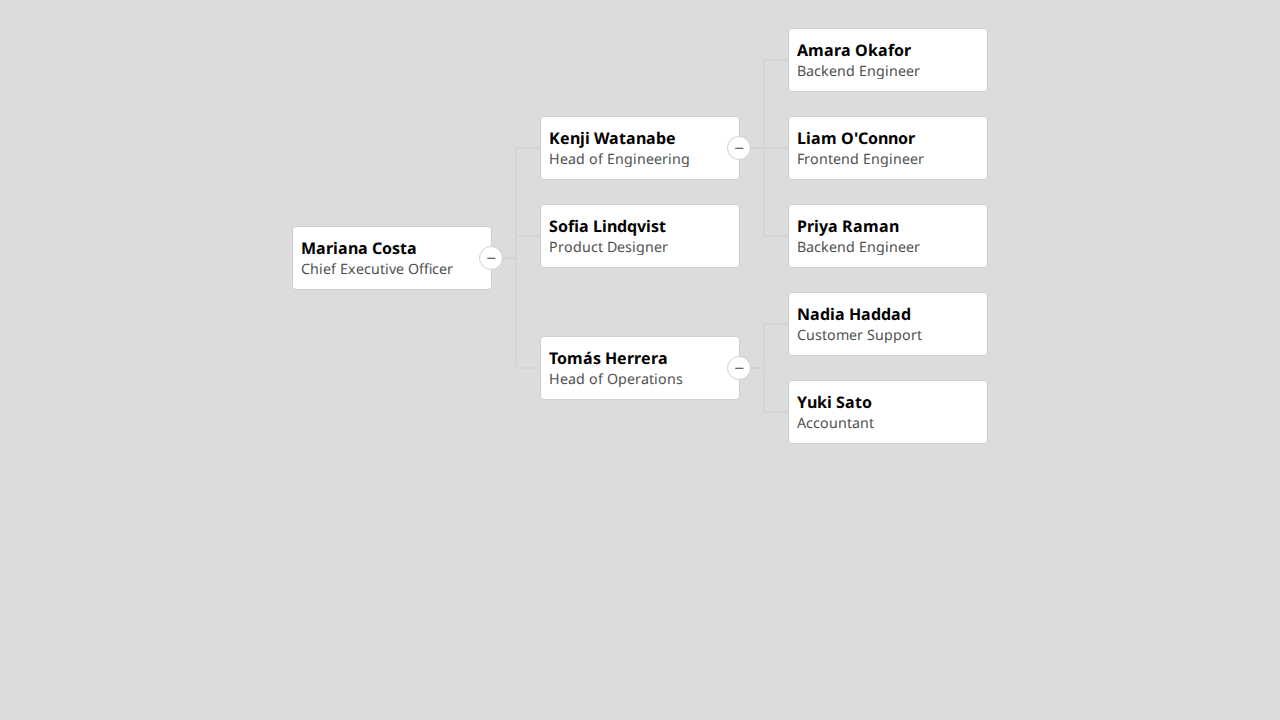 Mariana Costa
Chief Executive Officer
Kenji Watanabe
Head of Engineering
Amara Okafor
Backend Engineer
Liam O'Connor
Frontend Engineer
Priya Raman
Backend Engineer
Sofia Lindqvist
Product Designer
Tomás Herrera
Head of Operations
Nadia Haddad
Customer Support
Yuki Sato
Accountant